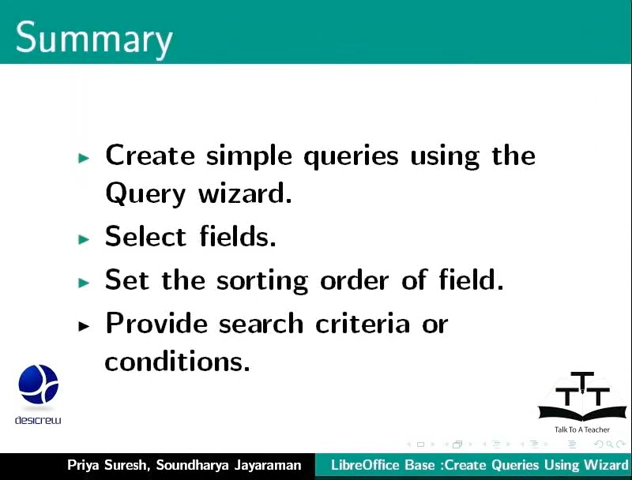 Summary
Create simple queries using the
Query wizard.
Select fields.
Set the sorting order of field.
Provide search criteria or
conditions.
desicrew
TTT
Talk To A Teacher
Priya Suresh, Soundharya Jayaraman
LibreOffice Base :Create Queries Using Wizard